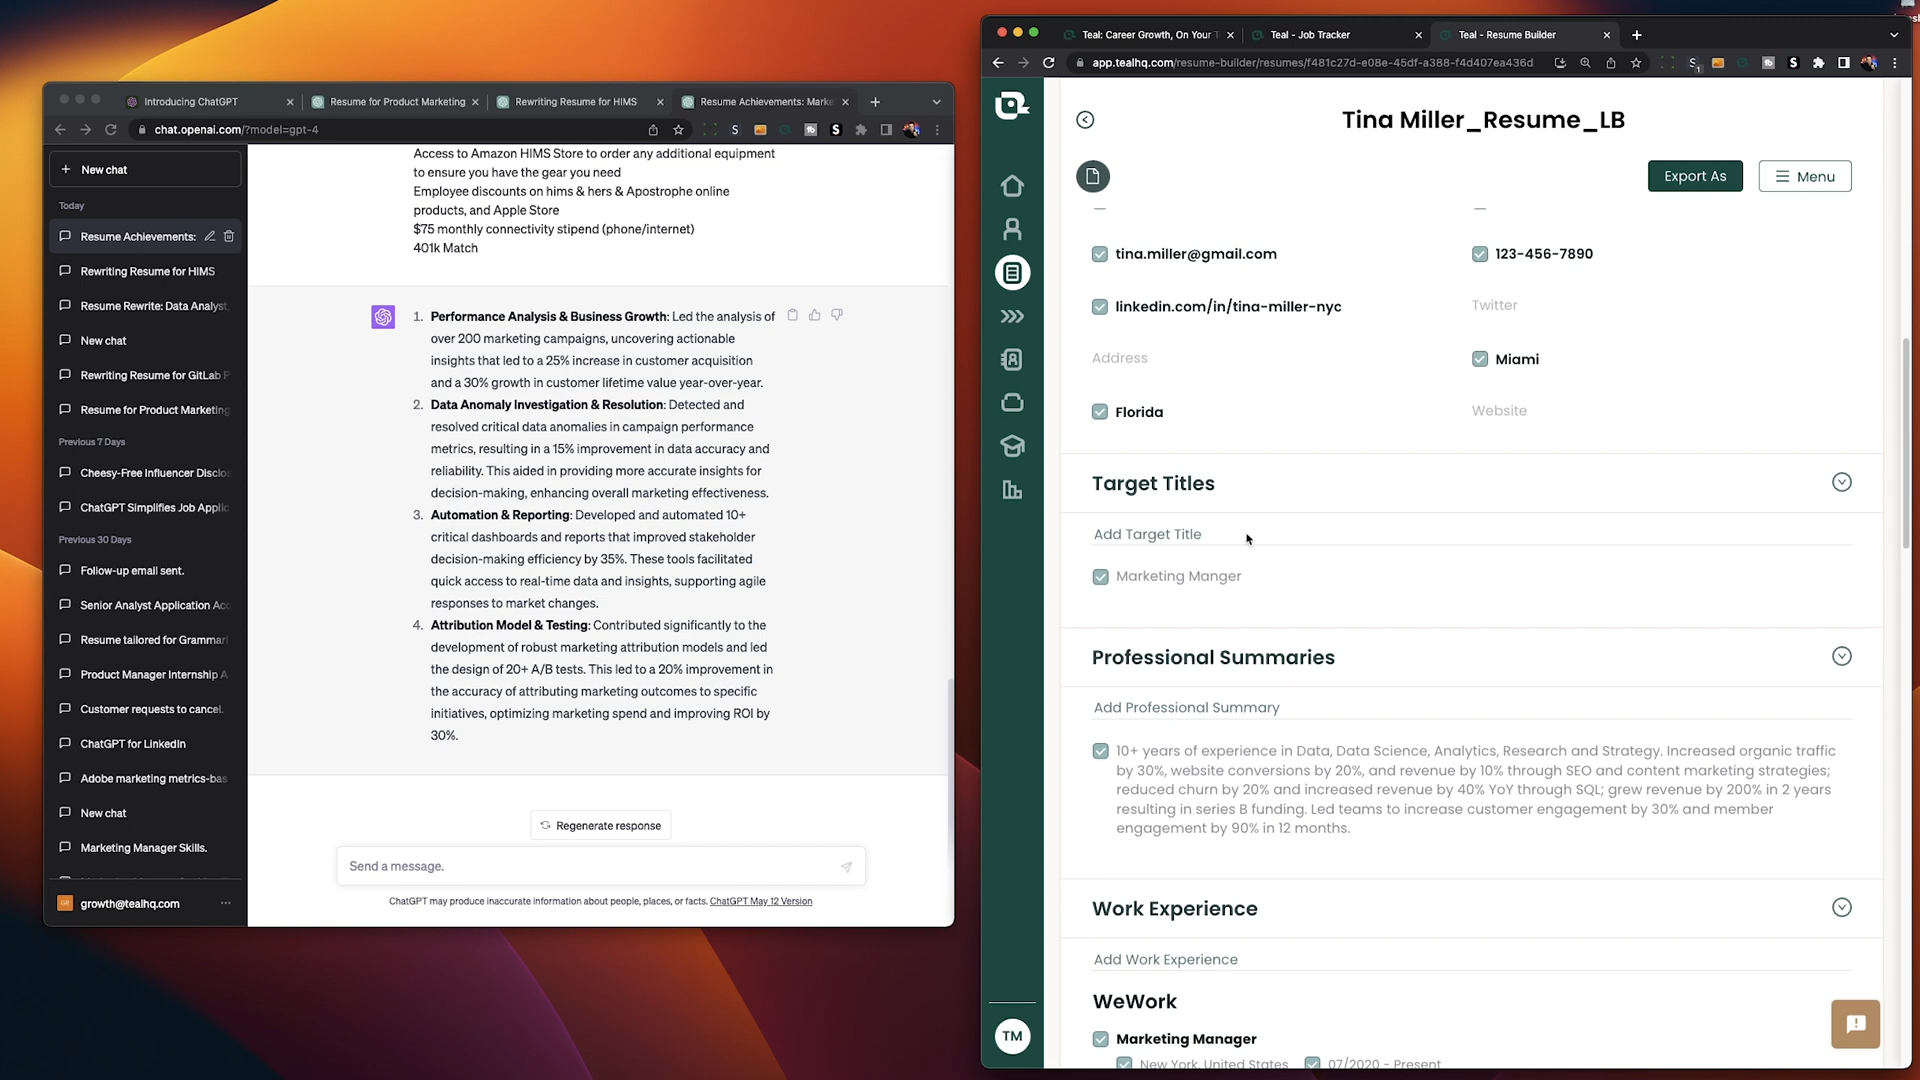 Introducing ChatGPT
Resume for Product Marketing
Rewriting Resume for HIMS
Resume Achievements: Marke
chat.openai.com/?model=gpt-4
New chat
Today
Resume Achievements:
Rewriting Resume for HIMS
Resume Rewrite: Data Analyst,
New chat
Rewriting Resume for GitLab P
Resume for Product Marketing
Previous 7 Days
Cheesy-Free Influencer Disclo
ChatGPT Simplifies Job Applic
Previous 30 Days
Follow-up email sent.
Senior Analyst Application Acc
Resume tailored for Grammar
Product Manager Internship A
Customer requests to cancel.
ChatGPT for LinkedIn
Adobe marketing metrics-bas
New chat
Marketing Manager Skills.
growth@tealhq.com
Access to Amazon HIMS Store to order any additional equipment
to ensure you have the gear you need
Employee discounts on hims & hers & Apostrophe online
products, and Apple Store
$75 monthly connectivity stipend (phone/internet)
401k Match
1. Performance Analysis & Business Growth: Led the analysis of
over 200 marketing campaigns, uncovering actionable
insights that led to a 25% increase in customer acquisition
and a 30% growth in customer lifetime value year-over-year.
2. Data Anomaly Investigation & Resolution: Detected and
resolved critical data anomalies in campaign performance
metrics, resulting in a 15% improvement in data accuracy and
reliability. This aided in providing more accurate insights for
decision-making, enhancing overall marketing effectiveness.
3. Automation & Reporting: Developed and automated 10+
critical dashboards and reports that improved stakeholder
decision-making efficiency by 35%. These tools facilitated
quick access to real-time data and insights, supporting agile
responses to market changes.
4. Attribution Model & Testing: Contributed significantly to the
development of robust marketing attribution models and led
the design of 20+ A/B tests. This led to a 20% improvement in
the accuracy of attributing marketing outcomes to specific
initiatives, optimizing marketing spend and improving ROI by
30%.
Regenerate response
Send a message.
ChatGPT may produce inaccurate information about people, places, or facts. ChatGPT May 12 Version
Teal: Career Growth, On Your T
Teal - Job Tracker
Teal - Resume Builder
app.tealhq.com/resume-builder/resumes/f481c27d-e08e-45df-a388-f4d407ea436d
Tina Miller_Resume_LB
Export As
Menu
tina.miller@gmail.com
123-456-7890
linkedin.com/in/tina-miller-nyc
Twitter
Address
Miami
Florida
Website
Target Titles
Add Target Title
Marketing Manger
Professional Summaries
Add Professional Summary
10+ years of experience in Data, Data Science, Analytics, Research and Strategy. Increased organic traffic
by 30%, website conversions by 20%, and revenue by 10% through SEO and content marketing strategies;
reduced churn by 20% and increased revenue by 40% YoY through SQL; grew revenue by 200% in 2 years
resulting in series B funding. Led teams to increase customer engagement by 30% and member
engagement by 90% in 12 months.
Work Experience
Add Work Experience
WeWork
Marketing Manager
New York, United States
07/2020 - Present
TM